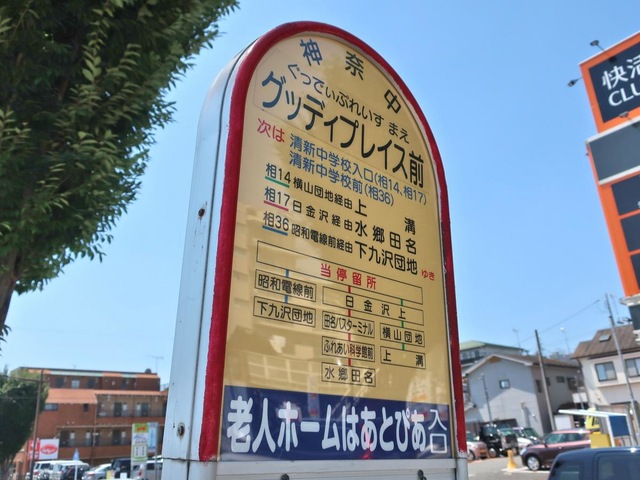 神奈中
ぐっでぃぷれいすまえ
グッディプレイス前
次は 清新中学校入口(相14、相17)
清新中学校前(相36)
相14 横山団地経由 上溝
相17 日金沢経由 水郷田名
相36 昭和電線前経由 下九沢団地 ゆき
当停留所
昭和電線前 日金沢上
下九沢団地 田名バスターミナル 横山団地
ふれあい科学館前 上溝
水郷田名
老人ホームはあとぴあ
快活
CLU